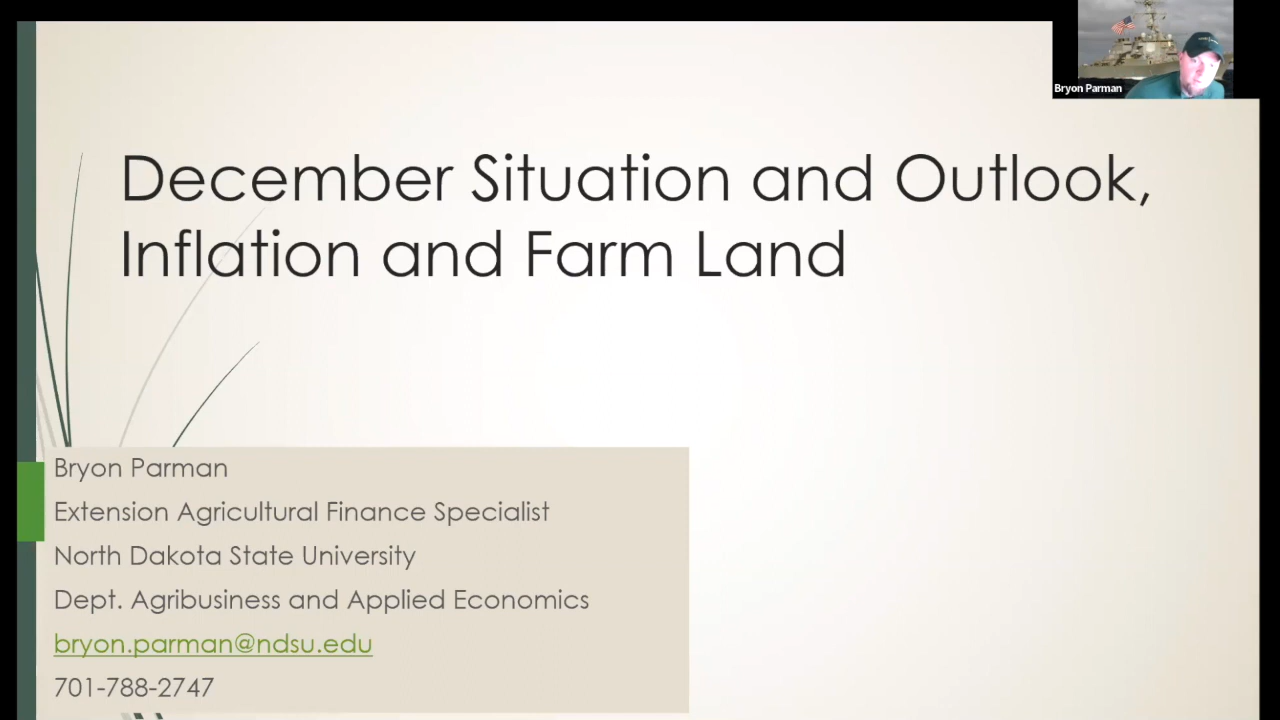 Bryon Parman
December Situation and Outlook,
Inflation and Farm Land
Bryon Parman
Extension Agricultural Finance Specialist
North Dakota State University
Dept. Agribusiness and Applied Economics
bryon.parman@ndsu.edu
701-788-2747